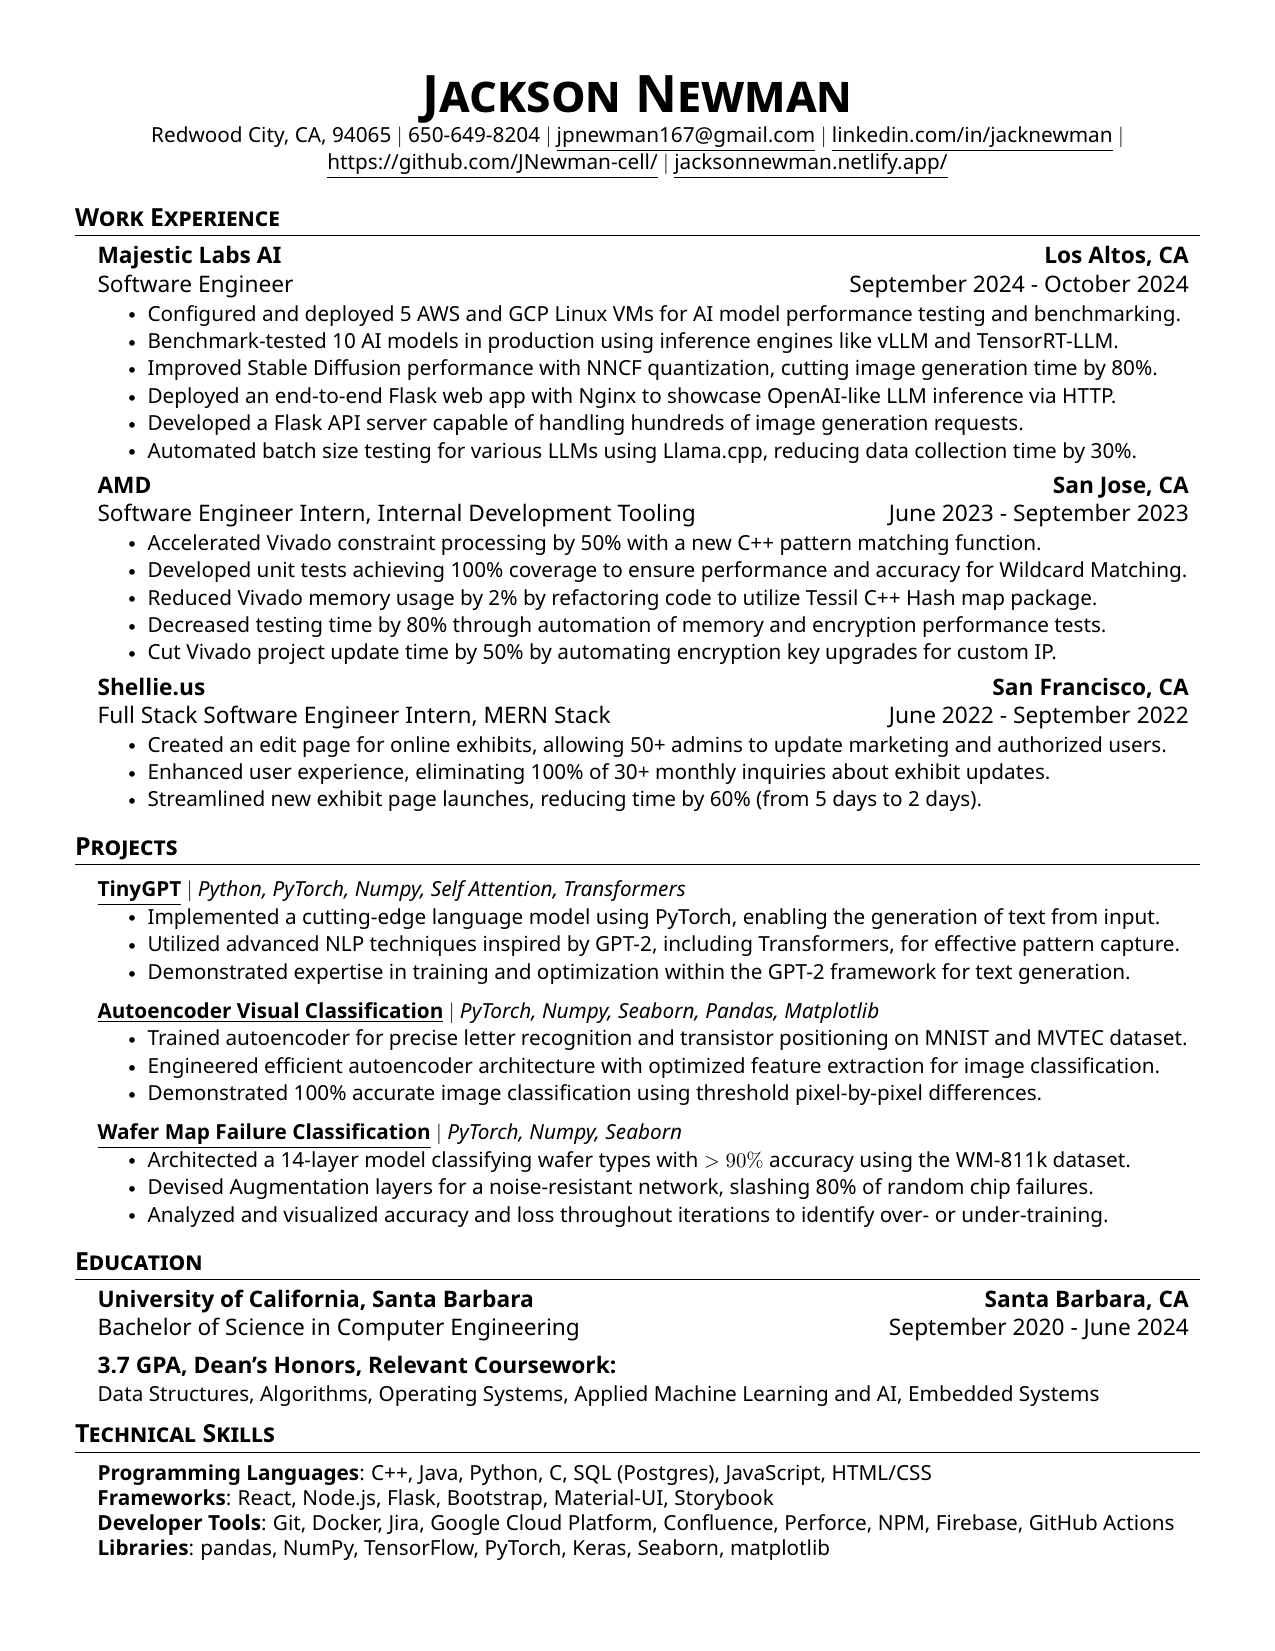 Jackson Newman
Redwood City, CA, 94065 | 650-649-8204 | jpnewman167@gmail.com | linkedin.com/in/jacknewman |
https://github.com/JNewman-cell/ | jacksonnewman.netlify.app/
Work Experience
Majestic Labs AI Los Altos, CA
Software Engineer September 2024 - October 2024
• Configured and deployed 5 AWS and GCP Linux VMs for AI model performance testing and benchmarking.
• Benchmark-tested 10 AI models in production using inference engines like vLLM and TensorRT-LLM.
• Improved Stable Diffusion performance with NNCF quantization, cutting image generation time by 80%.
• Deployed an end-to-end Flask web app with Nginx to showcase OpenAI-like LLM inference via HTTP.
• Developed a Flask API server capable of handling hundreds of image generation requests.
• Automated batch size testing for various LLMs using Llama.cpp, reducing data collection time by 30%.
AMD San Jose, CA
Software Engineer Intern, Internal Development Tooling June 2023 - September 2023
• Accelerated Vivado constraint processing by 50% with a new C++ pattern matching function.
• Developed unit tests achieving 100% coverage to ensure performance and accuracy for Wildcard Matching.
• Reduced Vivado memory usage by 2% by refactoring code to utilize Tessil C++ Hash map package.
• Decreased testing time by 80% through automation of memory and encryption performance tests.
• Cut Vivado project update time by 50% by automating encryption key upgrades for custom IP.
Shellie.us San Francisco, CA
Full Stack Software Engineer Intern, MERN Stack June 2022 - September 2022
• Created an edit page for online exhibits, allowing 50+ admins to update marketing and authorized users.
• Enhanced user experience, eliminating 100% of 30+ monthly inquiries about exhibit updates.
• Streamlined new exhibit page launches, reducing time by 60% (from 5 days to 2 days).
Projects
TinyGPT | Python, PyTorch, Numpy, Self Attention, Transformers
• Implemented a cutting-edge language model using PyTorch, enabling the generation of text from input.
• Utilized advanced NLP techniques inspired by GPT-2, including Transformers, for effective pattern capture.
• Demonstrated expertise in training and optimization within the GPT-2 framework for text generation.
Autoencoder Visual Classification | PyTorch, Numpy, Seaborn, Pandas, Matplotlib
• Trained autoencoder for precise letter recognition and transistor positioning on MNIST and MVTEC dataset.
• Engineered efficient autoencoder architecture with optimized feature extraction for image classification.
• Demonstrated 100% accurate image classification using threshold pixel-by-pixel differences.
Wafer Map Failure Classification | PyTorch, Numpy, Seaborn
• Architected a 14-layer model classifying wafer types with > 90% accuracy using the WM-811k dataset.
• Devised Augmentation layers for a noise-resistant network, slashing 80% of random chip failures.
• Analyzed and visualized accuracy and loss throughout iterations to identify over- or under-training.
Education
University of California, Santa Barbara Santa Barbara, CA
Bachelor of Science in Computer Engineering September 2020 - June 2024
3.7 GPA, Dean’s Honors, Relevant Coursework:
Data Structures, Algorithms, Operating Systems, Applied Machine Learning and AI, Embedded Systems
Technical Skills
Programming Languages: C++, Java, Python, C, SQL (Postgres), JavaScript, HTML/CSS
Frameworks: React, Node.js, Flask, Bootstrap, Material-UI, Storybook
Developer Tools: Git, Docker, Jira, Google Cloud Platform, Confluence, Perforce, NPM, Firebase, GitHub Actions
Libraries: pandas, NumPy, TensorFlow, PyTorch, Keras, Seaborn, matplotlib